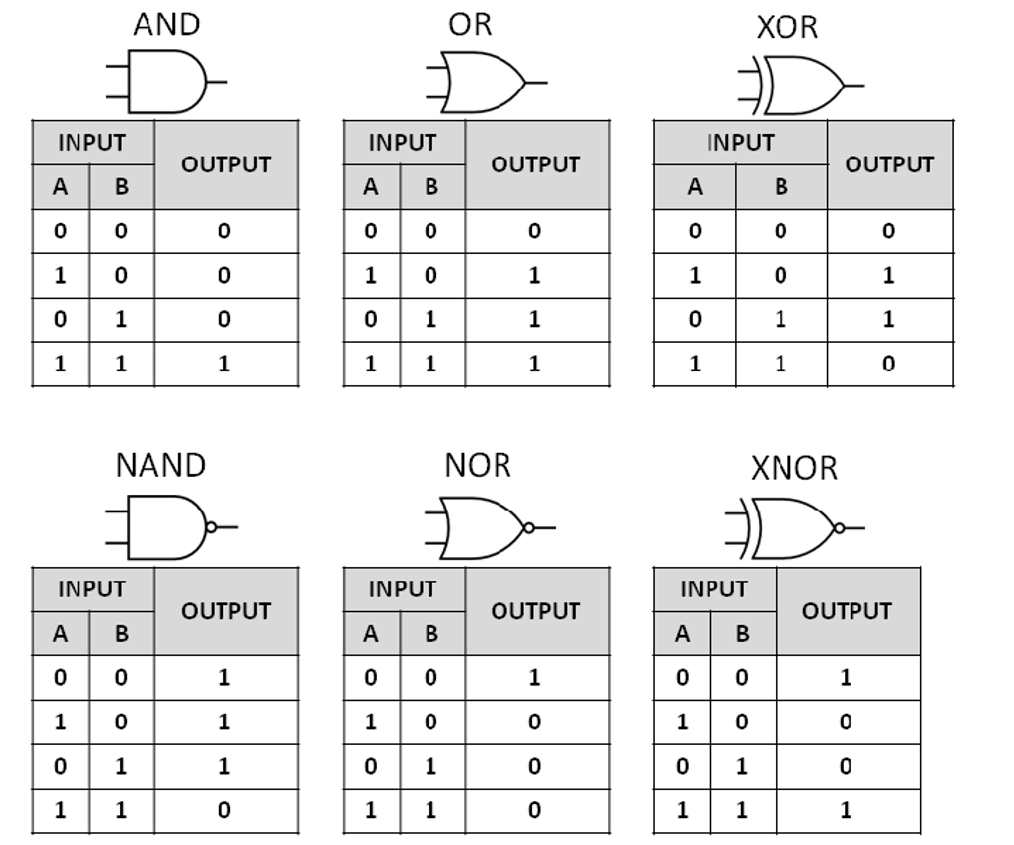 AND
INPUT OUTPUT
A B
0 0 0
1 0 0
0 1 0
1 1 1
OR
INPUT OUTPUT
A B
0 0 0
1 0 1
0 1 1
1 1 1
XOR
INPUT OUTPUT
A B
0 0 0
1 0 1
0 1 1
1 1 0
NAND
INPUT OUTPUT
A B
0 0 1
1 0 1
0 1 1
1 1 0
NOR
INPUT OUTPUT
A B
0 0 1
1 0 0
0 1 0
1 1 0
XNOR
INPUT OUTPUT
A B
0 0 1
1 0 0
0 1 0
1 1 1